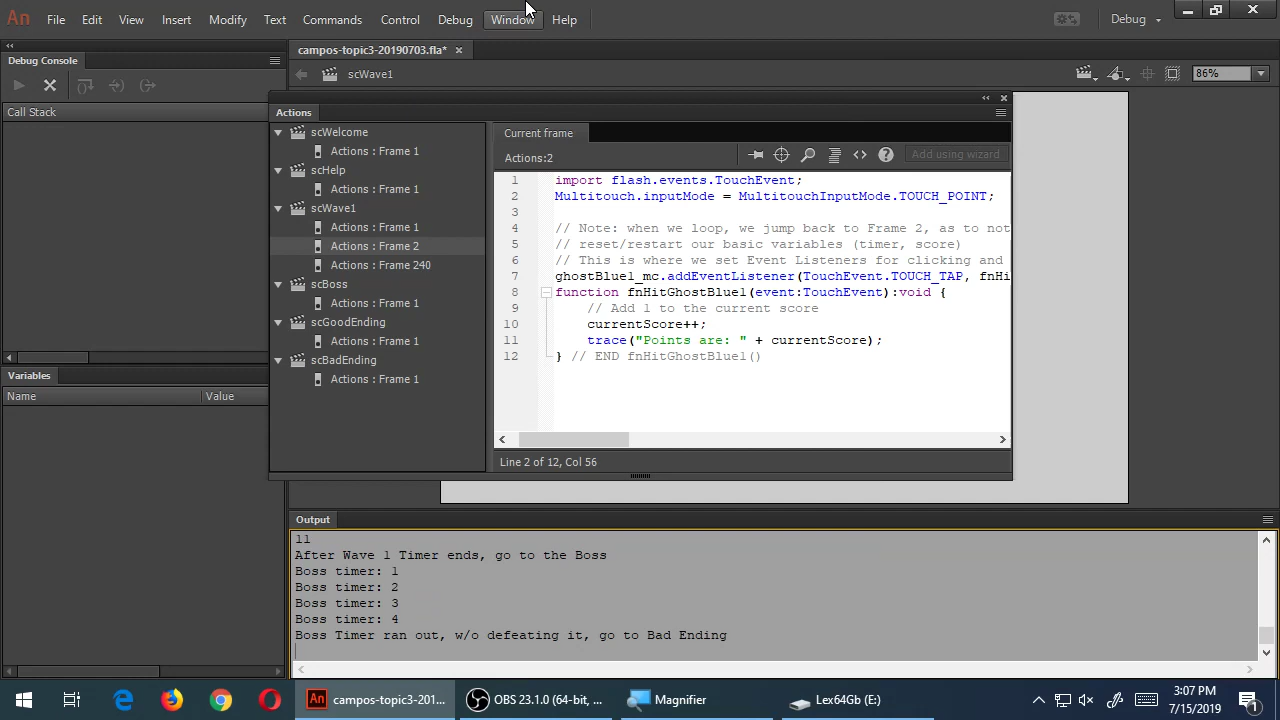 An File Edit View Insert Modify Text Commands Control Debug Window Help Debug
Debug Console
campos-topic3-20190703.fla*
scWave1
86%
Call Stack
Actions
scWelcome
Actions : Frame 1
scHelp
Actions : Frame 1
scWave1
Actions : Frame 1
Actions : Frame 2
Actions : Frame 240
scBoss
Actions : Frame 1
scGoodEnding
Actions : Frame 1
scBadEnding
Actions : Frame 1
Current frame
Actions:2
Add using wizard
1 import flash.events.TouchEvent;
2 Multitouch.inputMode = MultitouchInputMode.TOUCH_POINT;
3
4 // Note: when we loop, we jump back to Frame 2, as to not
5 // reset/restart our basic variables (timer, score)
6 // This is where we set Event Listeners for clicking and
7 ghostBlue1_mc.addEventListener(TouchEvent.TOUCH_TAP, fnHi
8 function fnHitGhostBlue1(event:TouchEvent):void {
9 // Add 1 to the current score
10 currentScore++;
11 trace("Points are: " + currentScore);
12 } // END fnHitGhostBlue1()
Line 2 of 12, Col 56
Variables
Name Value
Output
11
After Wave 1 Timer ends, go to the Boss
Boss timer: 1
Boss timer: 2
Boss timer: 3
Boss timer: 4
Boss Timer ran out, w/o defeating it, go to Bad Ending
An campos-topic3-201... OBS 23.1.0 (64-bit, ... Magnifier Lex64Gb (E:)
3:07 PM
7/15/2019
1